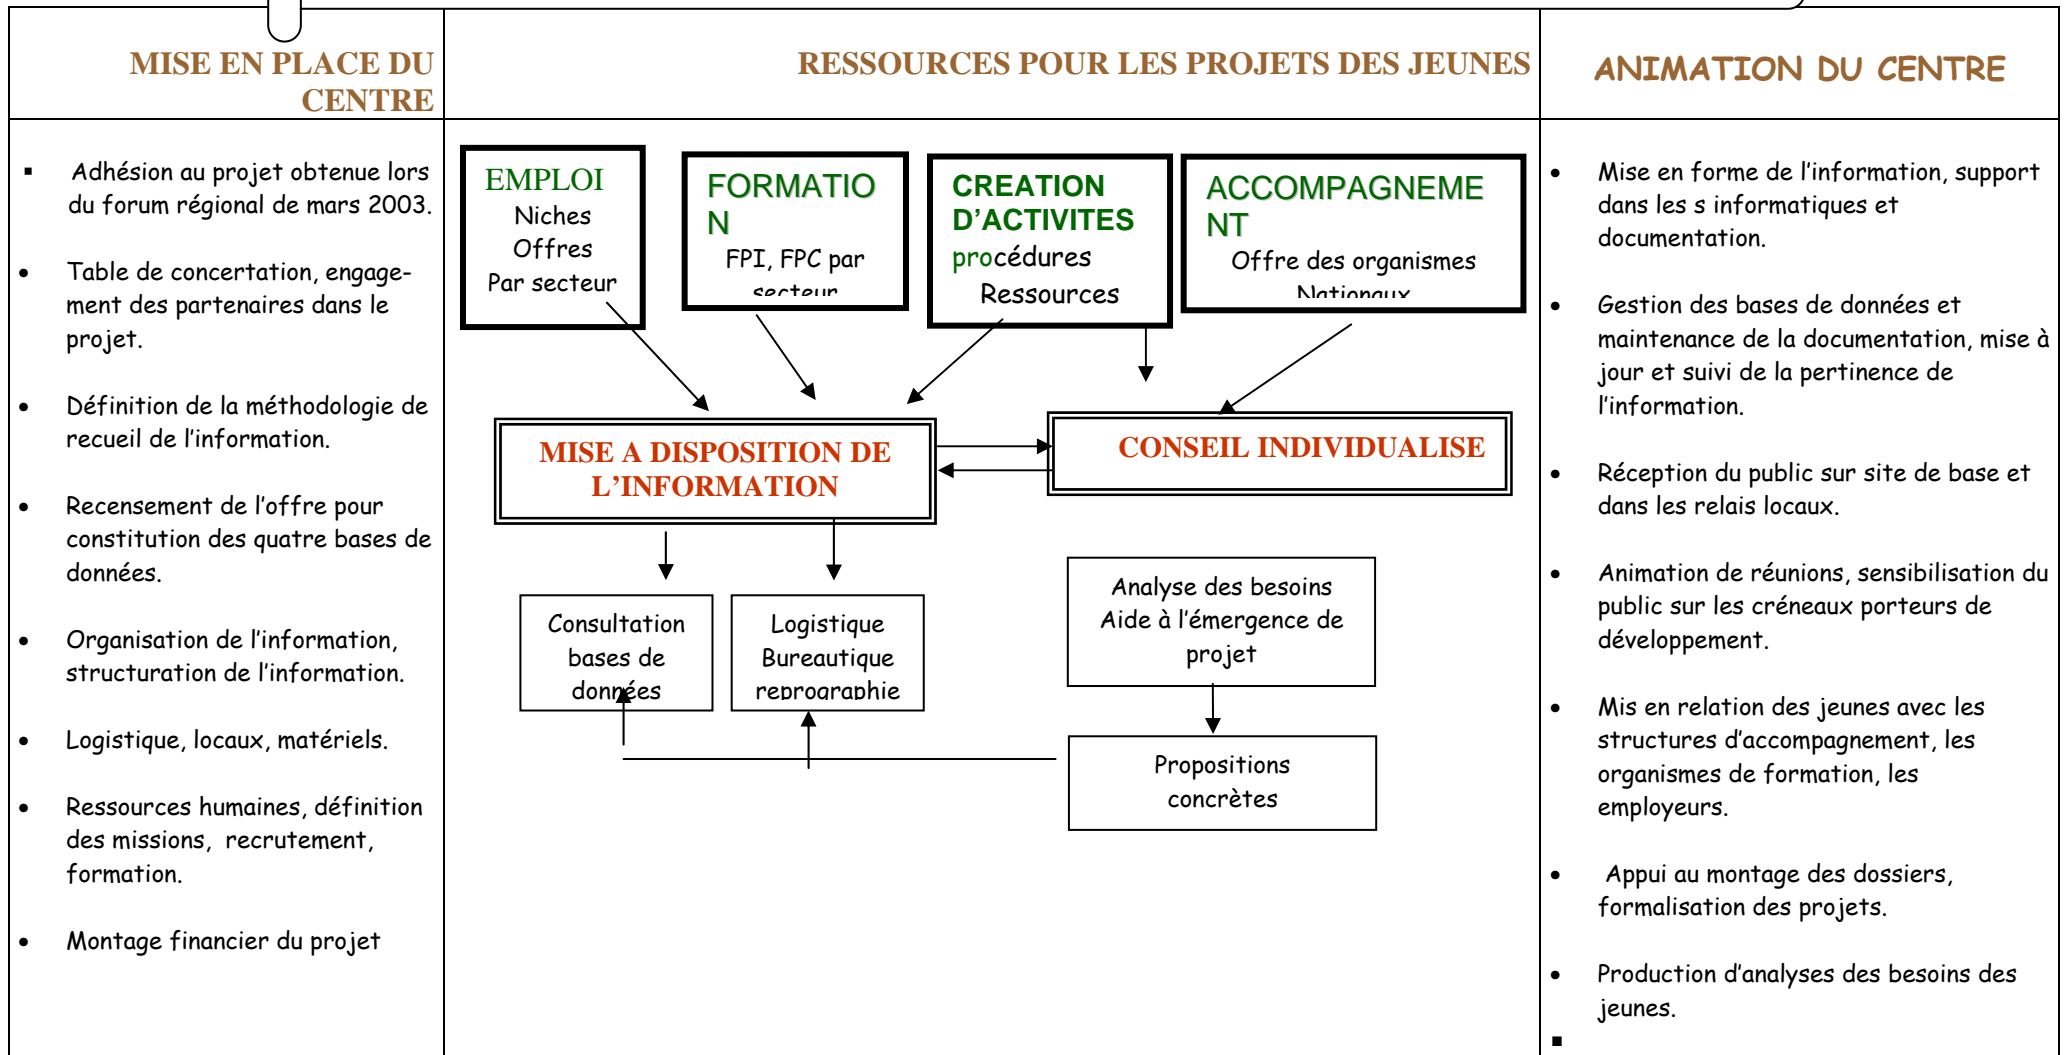 MISE EN PLACE DU
CENTRE
RESSOURCES POUR LES PROJETS DES JEUNES
ANIMATION DU CENTRE
▪ Adhésion au projet obtenue lors
du forum régional de mars 2003.
• Table de concertation, engage-
ment des partenaires dans le
projet.
• Définition de la méthodologie de
recueil de l’information.
• Recensement de l’offre pour
constitution des quatre bases de
données.
• Organisation de l’information,
structuration de l’information.
• Logistique, locaux, matériels.
• Ressources humaines, définition
des missions, recrutement,
formation.
• Montage financier du projet
EMPLOI
Niches
Offres
Par secteur
FORMATIO
N
FPI, FPC par
secteur
CREATION
D’ACTIVITES
procédures
Ressources
ACCOMPAGNEME
NT
Offre des organismes
Nationaux
MISE A DISPOSITION DE
L’INFORMATION
CONSEIL INDIVIDUALISE
Consultation
bases de
données
Logistique
Bureautique
reprographie
Analyse des besoins
Aide à l’émergence de
projet
Propositions
concrètes
• Mise en forme de l’information, support
dans les s informatiques et
documentation.
• Gestion des bases de données et
maintenance de la documentation, mise à
jour et suivi de la pertinence de
l’information.
• Réception du public sur site de base et
dans les relais locaux.
• Animation de réunions, sensibilisation du
public sur les créneaux porteurs de
développement.
• Mis en relation des jeunes avec les
structures d’accompagnement, les
organismes de formation, les
employeurs.
• Appui au montage des dossiers,
formalisation des projets.
• Production d’analyses des besoins des
jeunes.
▪